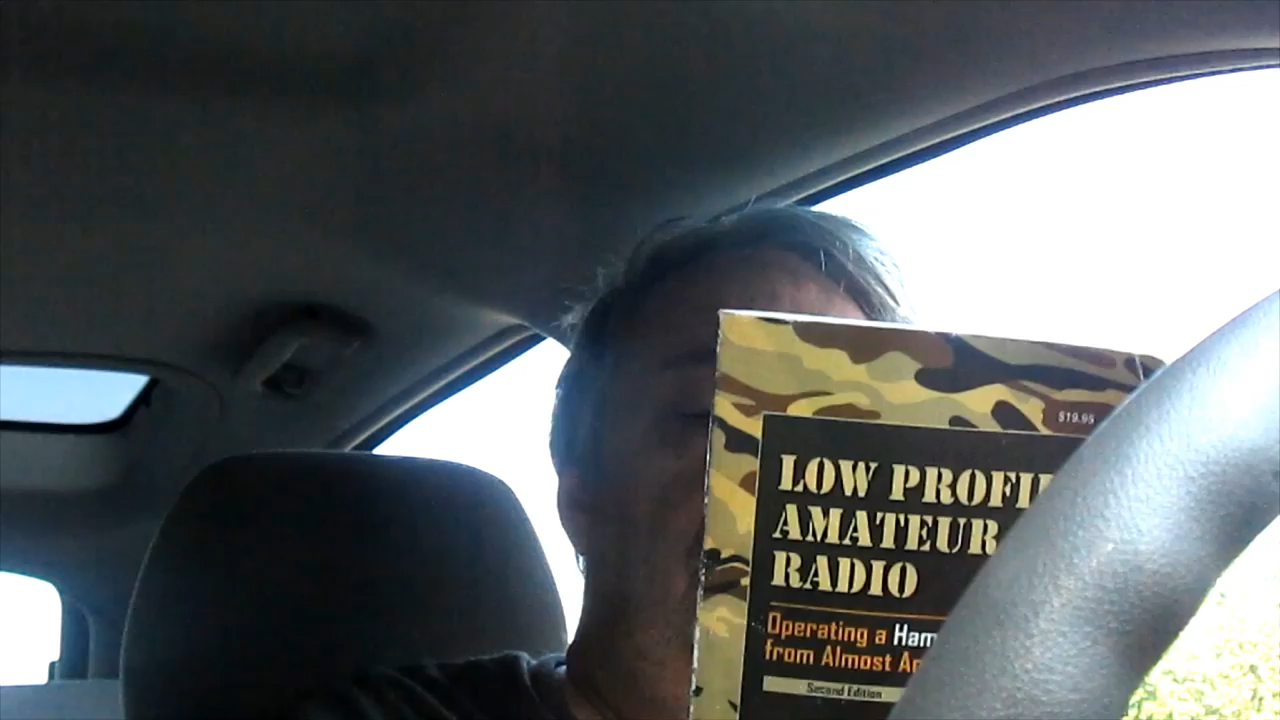 $19.95
LOW PROFI
AMATEUR
RADIO
Operating a Ham
from Almost A
Second Edition